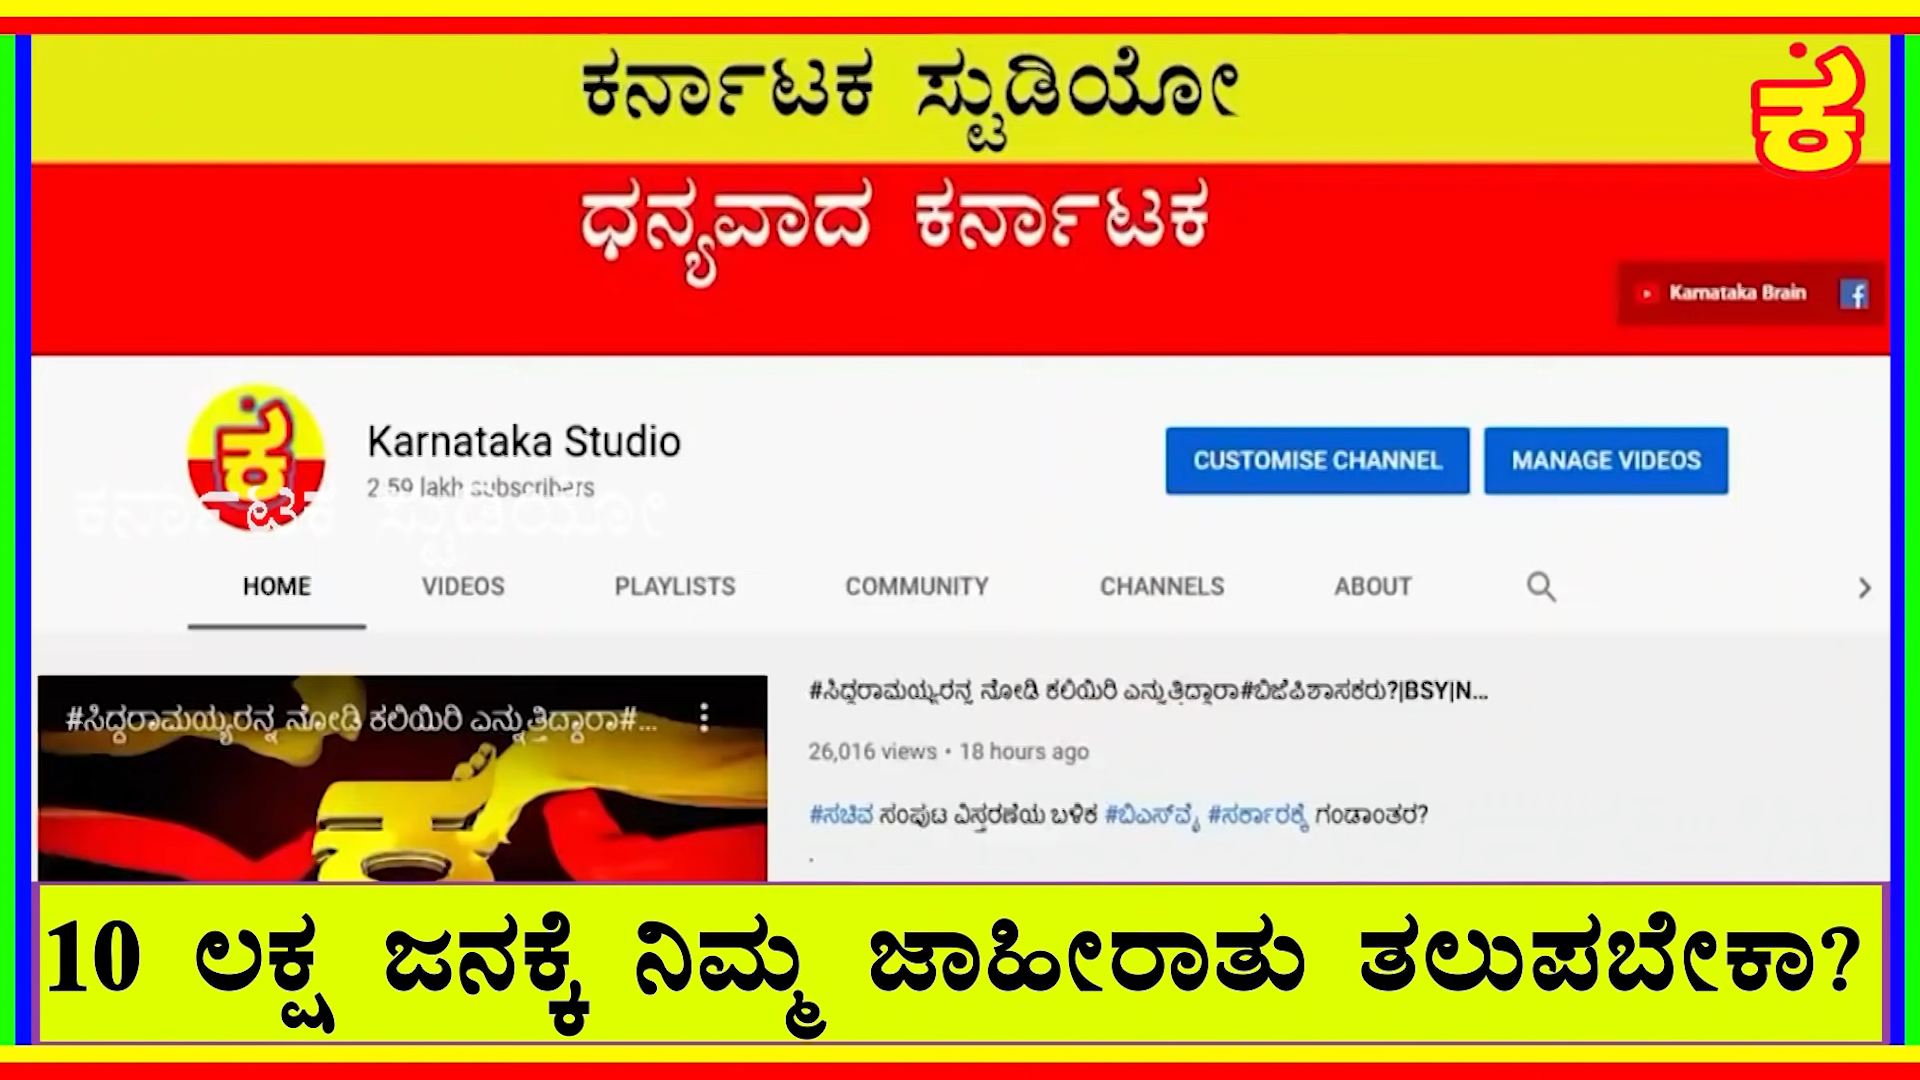 ಕರ್ನಾಟಕ ಸ್ಟುಡಿಯೋ
ಕ
ಧನ್ಯವಾದ ಕರ್ನಾಟಕ
Karnataka Brain
ಕ
Karnataka Studio
2.59 lakh subscribers
CUSTOMISE CHANNEL MANAGE VIDEOS
ಕರ್ನಾಟಕ ಸ್ಟುಡಿಯೋ
HOME VIDEOS PLAYLISTS COMMUNITY CHANNELS ABOUT
#ಸಿದ್ದರಾಮಯ್ಯರನ್ನ ನೋಡಿ ಕಲಿಯಿರಿ ಎನ್ನುತ್ತಿದ್ದಾರಾ#ಬಿಜೆಪಿಶಾಸಕರು?|BSY|N...
#ಸಿದ್ದರಾಮಯ್ಯರನ್ನ ನೋಡಿ ಕಲಿಯಿರಿ ಎನ್ನುತ್ತಿದ್ದಾರಾ#...
26,016 views • 18 hours ago
#ಸಚಿವ ಸಂಪುಟ ವಿಸ್ತರಣೆಯ ಬಳಿಕ #ಬಿಎಸ್‌ವೈ #ಸರ್ಕಾರಕ್ಕೆ ಗಂಡಾಂತರ?
.
10 ಲಕ್ಷ ಜನಕ್ಕೆ ನಿಮ್ಮ ಜಾಹೀರಾತು ತಲುಪಬೇಕಾ?